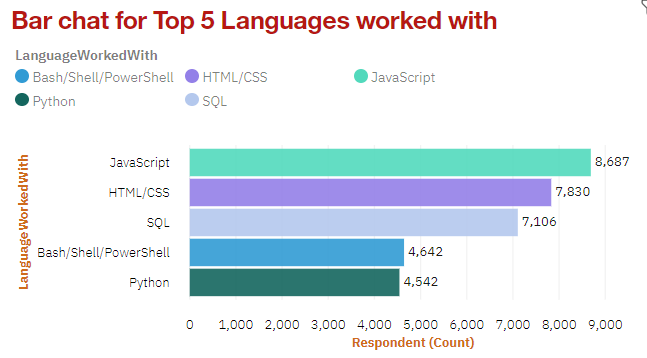 Bar chat for Top 5 Languages worked with
LanguageWorkedWith
Bash/Shell/PowerShell HTML/CSS JavaScript
Python SQL
LanguageWorkedWith
JavaScript 8,687
HTML/CSS 7,830
SQL 7,106
Bash/Shell/PowerShell 4,642
Python 4,542
0 1,000 2,000 3,000 4,000 5,000 6,000 7,000 8,000 9,000
Respondent (Count)